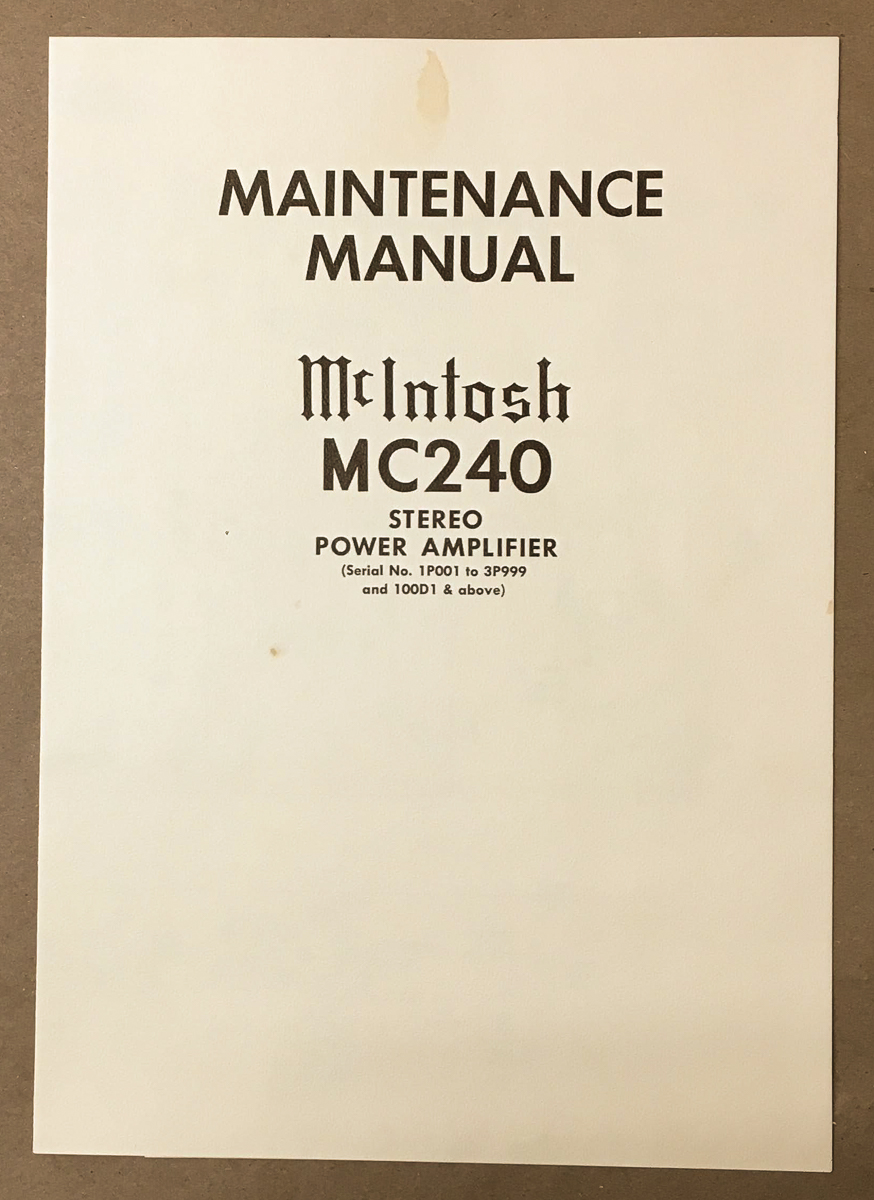 MAINTENANCE
MANUAL
McIntosh
MC240
STEREO
POWER AMPLIFIER
(Serial No. 1P001 to 3P999
and 100D1 & above)